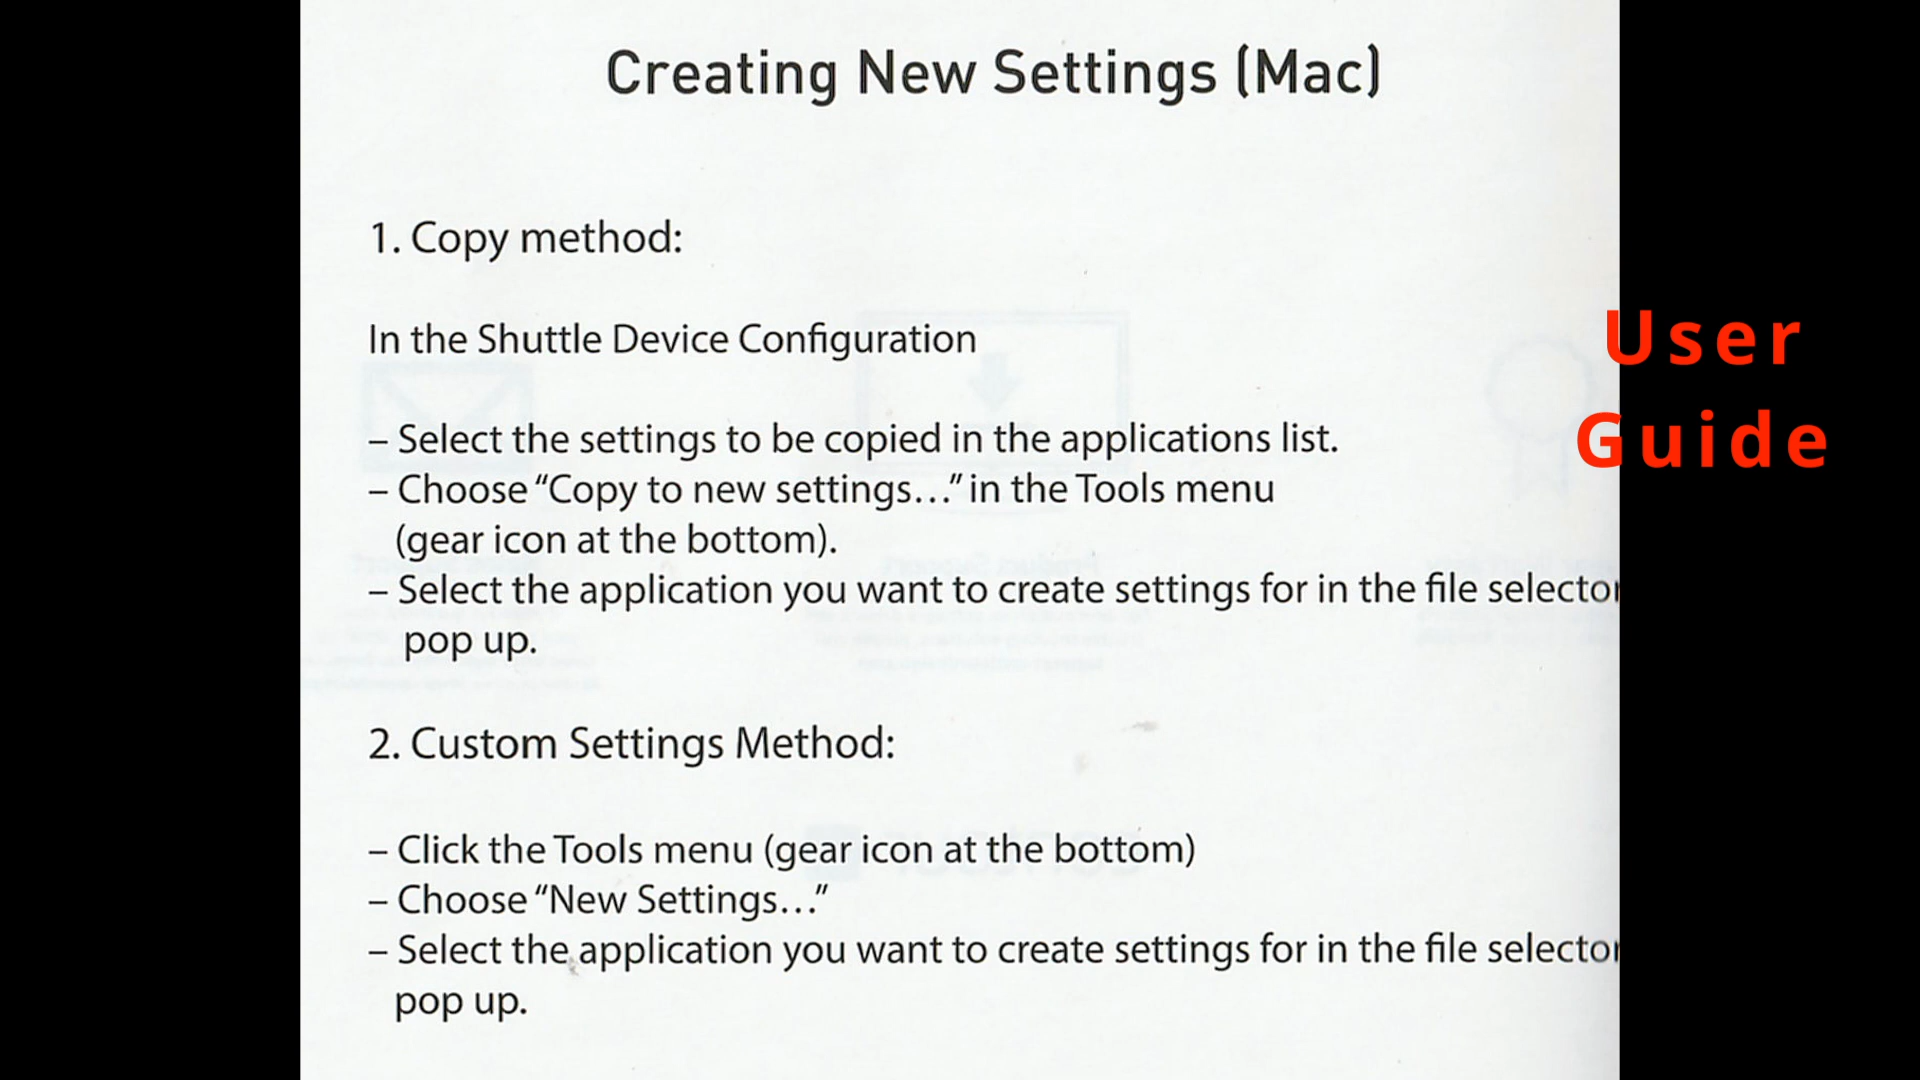 Creating New Settings (Mac)
1. Copy method:
In the Shuttle Device Configuration
– Select the settings to be copied in the applications list.
– Choose “Copy to new settings…” in the Tools menu
(gear icon at the bottom).
– Select the application you want to create settings for in the file selector
pop up.
2. Custom Settings Method:
– Click the Tools menu (gear icon at the bottom)
– Choose “New Settings…”
– Select the application you want to create settings for in the file selector
pop up.
User
Guide